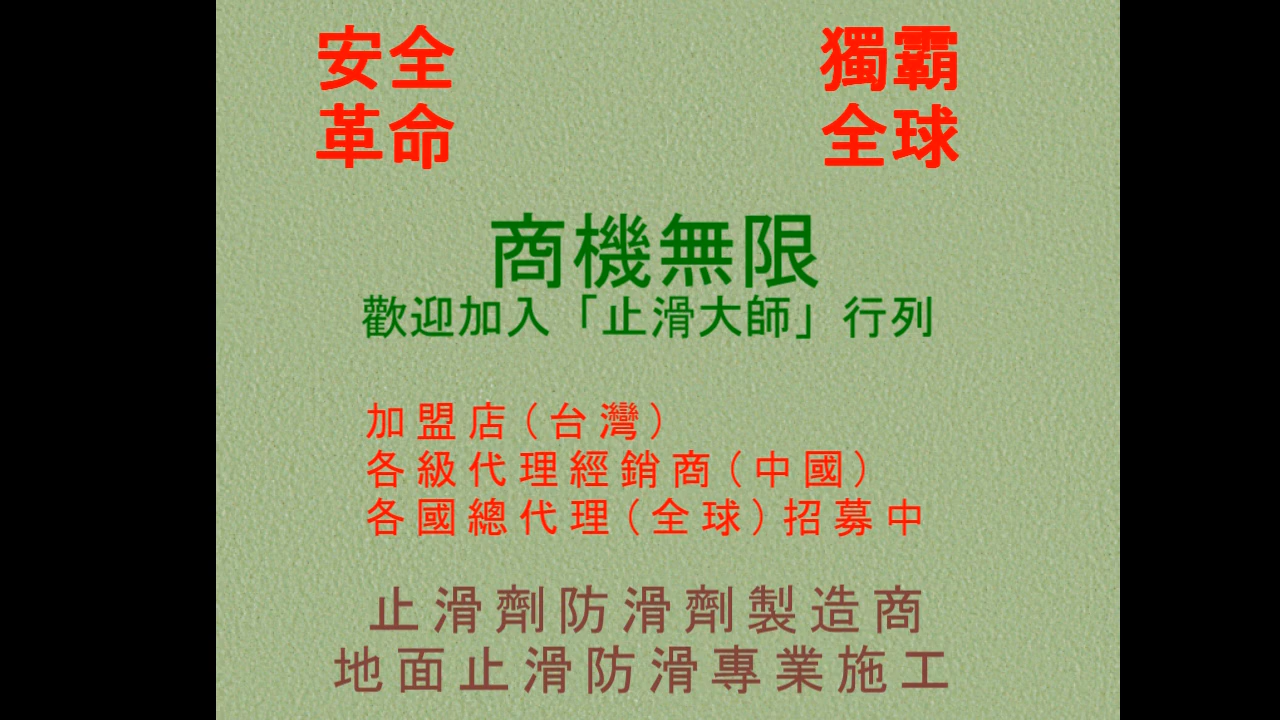 安全 獨霸
革命 全球
商機無限
歡迎加入「止滑大師」行列
加盟店(台灣)
各級代理經銷商(中國)
各國總代理(全球)招募中
止滑劑防滑劑製造商
地面止滑防滑專業施工